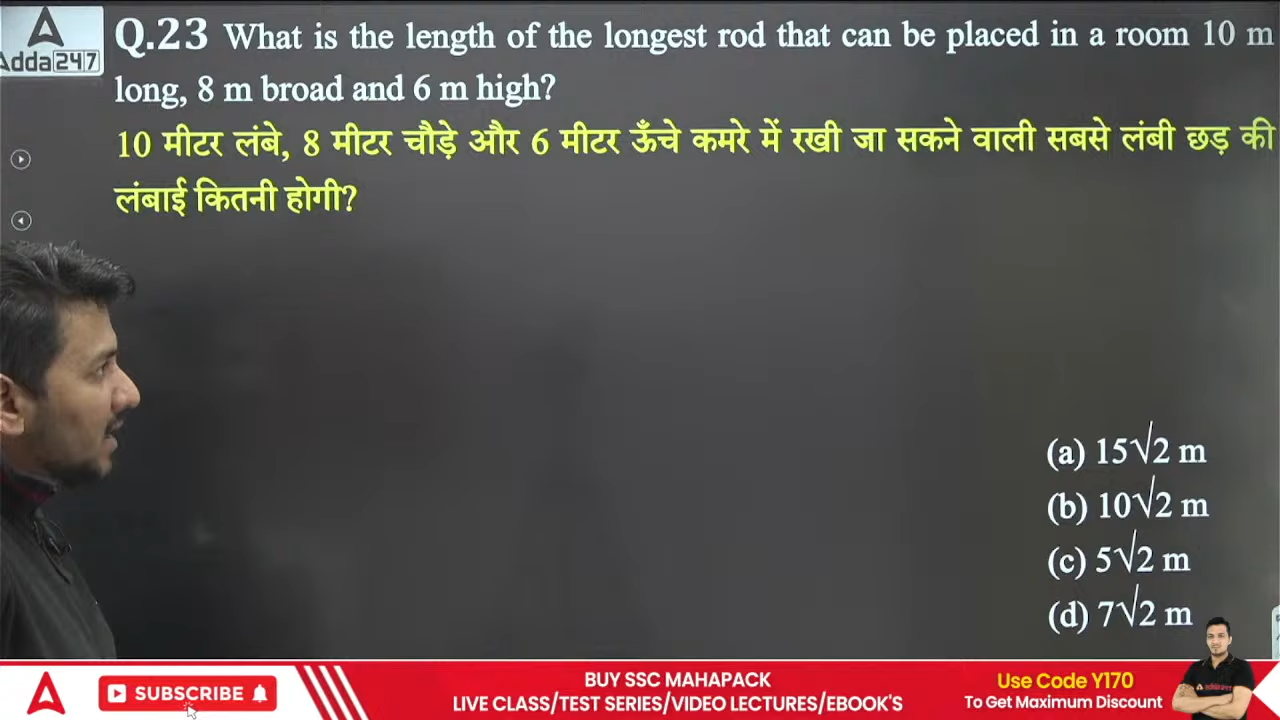 Adda247
Q.23 What is the length of the longest rod that can be placed in a room 10 m
long, 8 m broad and 6 m high?
10 मीटर लंबे, 8 मीटर चौड़े और 6 मीटर ऊँचे कमरे में रखी जा सकने वाली सबसे लंबी छड़ की
लंबाई कितनी होगी?
(a) 15√2 m
(b) 10√2 m
(c) 5√2 m
(d) 7√2 m
SUBSCRIBE
BUY SSC MAHAPACK
LIVE CLASS/TEST SERIES/VIDEO LECTURES/EBOOK'S
Use Code Y170
To Get Maximum Discount